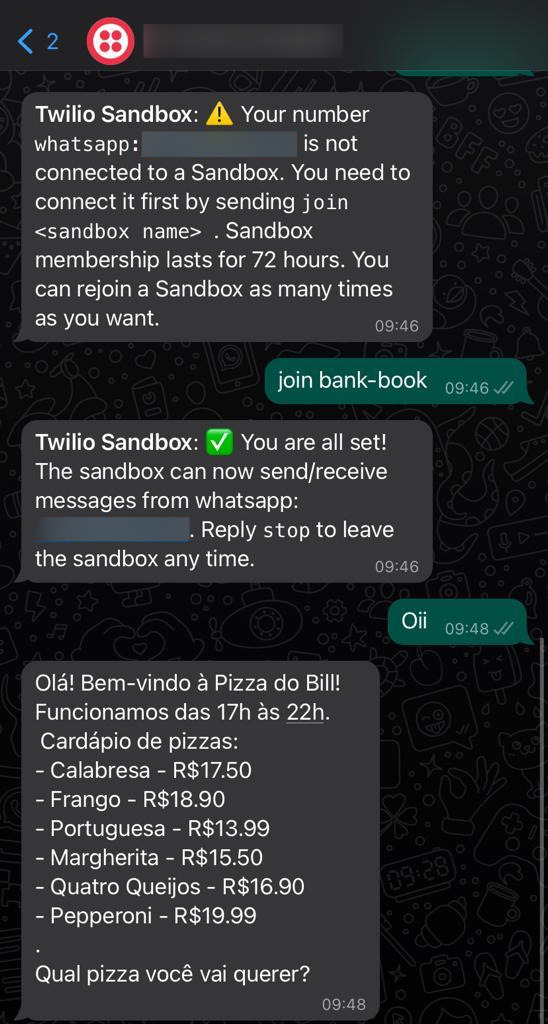 2
Twilio Sandbox: ⚠️ Your number
whatsapp: is not
connected to a Sandbox. You need to
connect it first by sending join
<sandbox name> . Sandbox
membership lasts for 72 hours. You
can rejoin a Sandbox as many times
as you want.
09:46
join bank-book 09:46
Twilio Sandbox: ✅ You are all set!
The sandbox can now send/receive
messages from whatsapp:
. Reply stop to leave
the sandbox any time.
09:46
Oii 09:48
Olá! Bem-vindo à Pizza do Bill!
Funcionamos das 17h às 22h.
Cardápio de pizzas:
- Calabresa - R$17.50
- Frango - R$18.90
- Portuguesa - R$13.99
- Margherita - R$15.50
- Quatro Queijos - R$16.90
- Pepperoni - R$19.99
.
Qual pizza você vai querer?
09:48